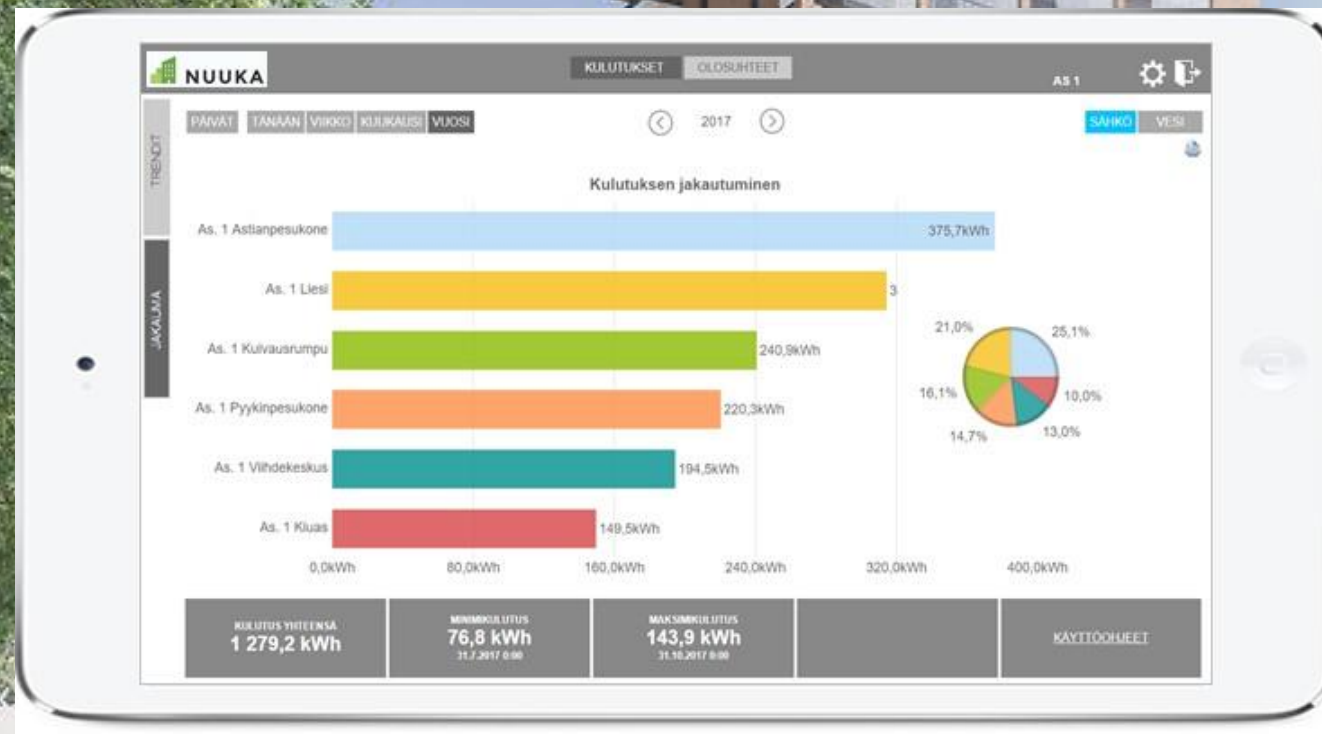 NUUKA
KULUTUKSET OLOSUHTEET
AS 1
PÄIVÄT TÄNÄÄN VIIKKO KUUKAUSI VUOSI
2017
SÄHKÖ VESI
TRENDIT
JAKAUMA
Kulutuksen jakautuminen
As. 1 Astianpesukone 375,7kWh
As. 1 Liesi 3
As. 1 Kuivausrumpu 240,9kWh
As. 1 Pyykinpesukone 220,3kWh
As. 1 Viihdekeskus 194,5kWh
As. 1 Kiuas 149,5kWh
0,0kWh 80,0kWh 160,0kWh 240,0kWh 320,0kWh 400,0kWh
21,0% 25,1%
16,1% 10,0%
14,7% 13,0%
KULUTUS YHTEENSÄ
1 279,2 kWh
MINIMIKULUTUS
76,8 kWh
31.7.2017 0:00
MAKSIMIKULUTUS
143,9 kWh
31.10.2017 0:00
KÄYTTÖOHJEET